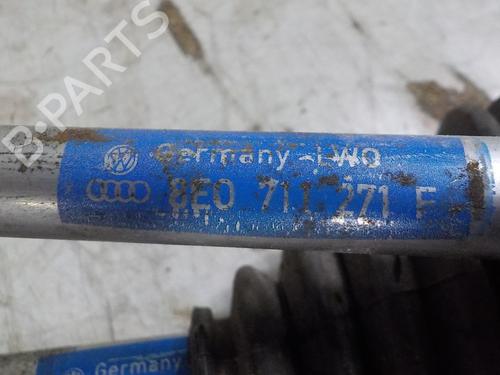 B-PARTS
Germany LWO
8E0 711 271 F
Germany